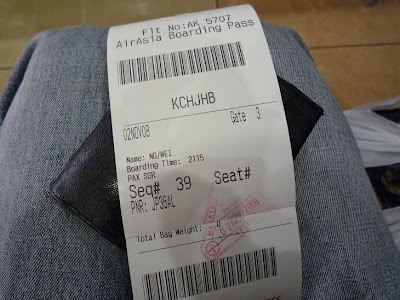 Flt No:AK 5707
AirAsia Boarding Pass
KCHJHB
02NOV08 Gate 3
Name: NG/WEI
Boarding Time: 2115
PAX SSR
Seq# 39 Seat#
PNR: JP36AL
Total Bag Weight: 0